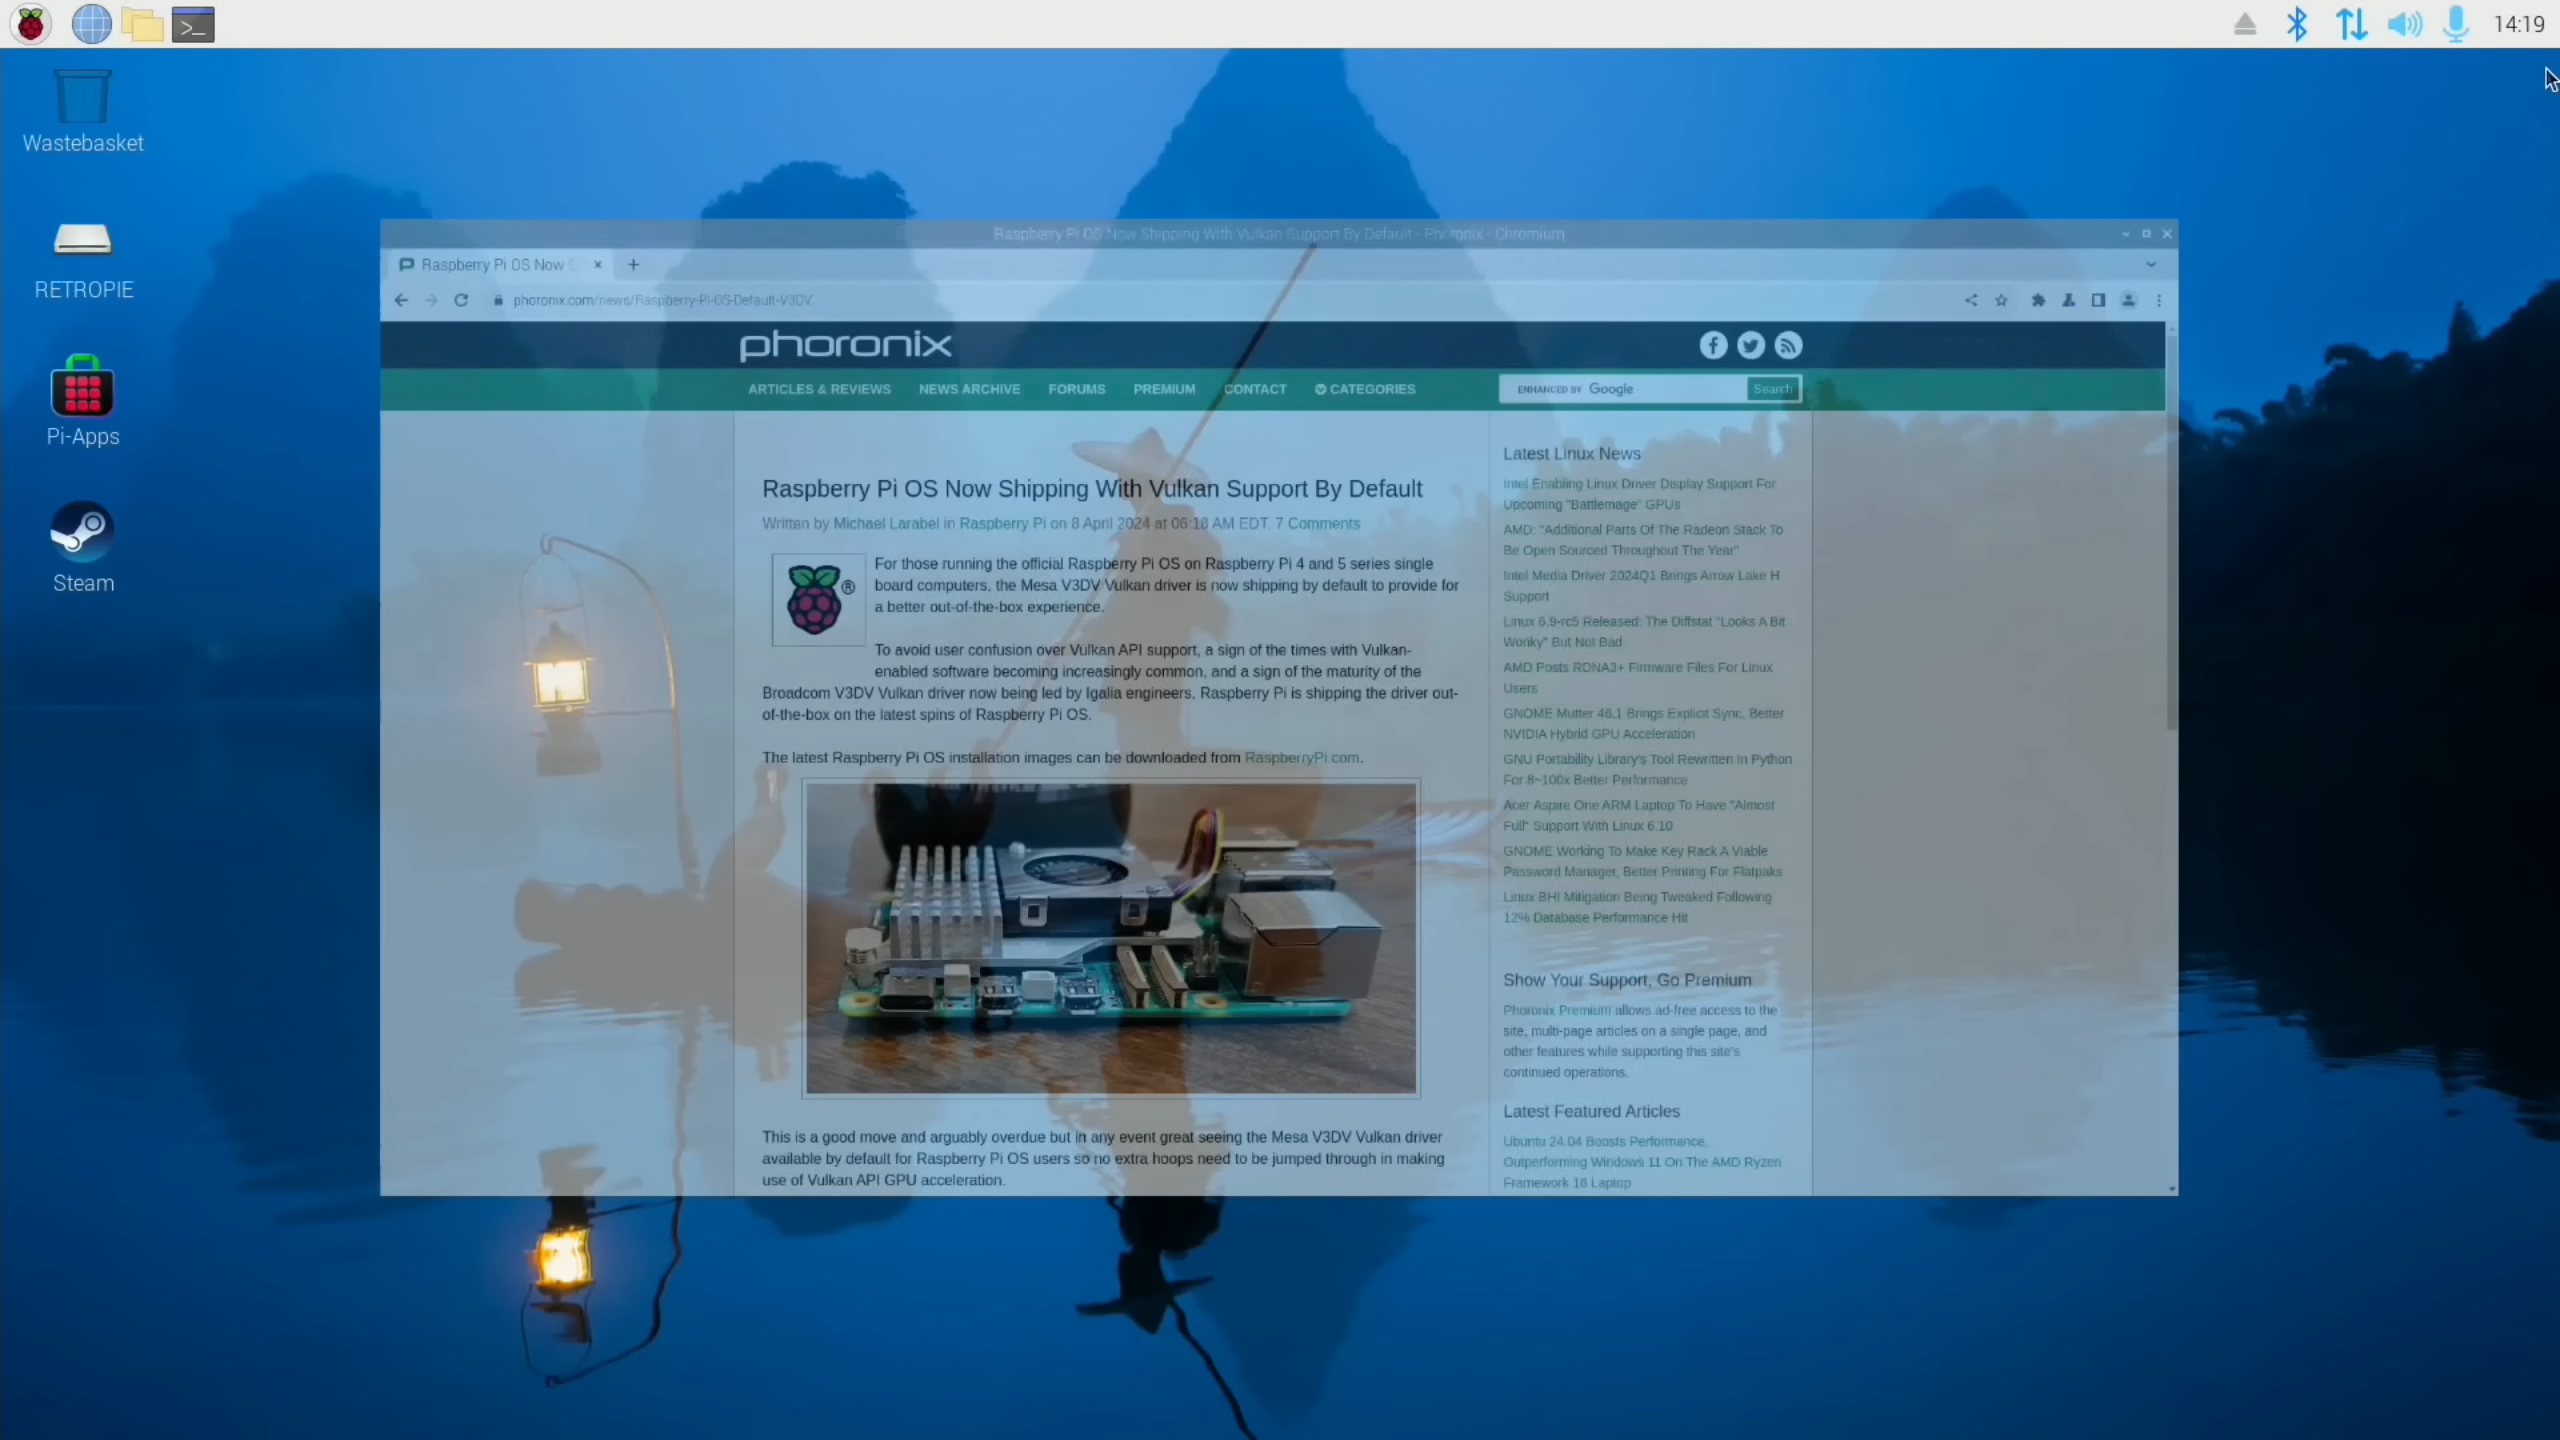 14:19
Wastebasket
RETROPIE
Pi-Apps
Steam
Raspberry Pi OS Now Shipping With Vulkan Support By Default - Phoronix - Chromium
Raspberry Pi OS Now S
phoronix.com/news/Raspberry-Pi-OS-Default-V3DV
phoronix
ARTICLES & REVIEWS NEWS ARCHIVE FORUMS PREMIUM CONTACT CATEGORIES
ENHANCED BY Google Search
Raspberry Pi OS Now Shipping With Vulkan Support By Default
Written by Michael Larabel in Raspberry Pi on 8 April 2024 at 06:18 AM EDT. 7 Comments
For those running the official Raspberry Pi OS on Raspberry Pi 4 and 5 series single
board computers, the Mesa V3DV Vulkan driver is now shipping by default to provide for
a better out-of-the-box experience.
To avoid user confusion over Vulkan API support, a sign of the times with Vulkan-
enabled software becoming increasingly common, and a sign of the maturity of the
Broadcom V3DV Vulkan driver now being led by Igalia engineers, Raspberry Pi is shipping the driver out-
of-the-box on the latest spins of Raspberry Pi OS.
The latest Raspberry Pi OS installation images can be downloaded from RaspberryPi.com.
This is a good move and arguably overdue but in any event great seeing the Mesa V3DV Vulkan driver
available by default for Raspberry Pi OS users so no extra hoops need to be jumped through in making
use of Vulkan API GPU acceleration.
Latest Linux News
Intel Enabling Linux Driver Display Support For
Upcoming "Battlemage" GPUs
AMD: "Additional Parts Of The Radeon Stack To
Be Open Sourced Throughout The Year"
Intel Media Driver 2024Q1 Brings Arrow Lake H
Support
Linux 6.9-rc5 Released: The Diffstat "Looks A Bit
Wonky" But Not Bad
AMD Posts RDNA3+ Firmware Files For Linux
Users
GNOME Mutter 46.1 Brings Explicit Sync, Better
NVIDIA Hybrid GPU Acceleration
GNU Portability Library's Tool Rewritten In Python
For 8~100x Better Performance
Acer Aspire One ARM Laptop To Have "Almost
Full" Support With Linux 6.10
GNOME Working To Make Key Rack A Viable
Password Manager, Better Printing For Flatpaks
Linux BHI Mitigation Being Tweaked Following
12% Database Performance Hit
Show Your Support, Go Premium
Phoronix Premium allows ad-free access to the
site, multi-page articles on a single page, and
other features while supporting this site's
continued operations.
Latest Featured Articles
Ubuntu 24.04 Boosts Performance,
Outperforming Windows 11 On The AMD Ryzen
Framework 16 Laptop